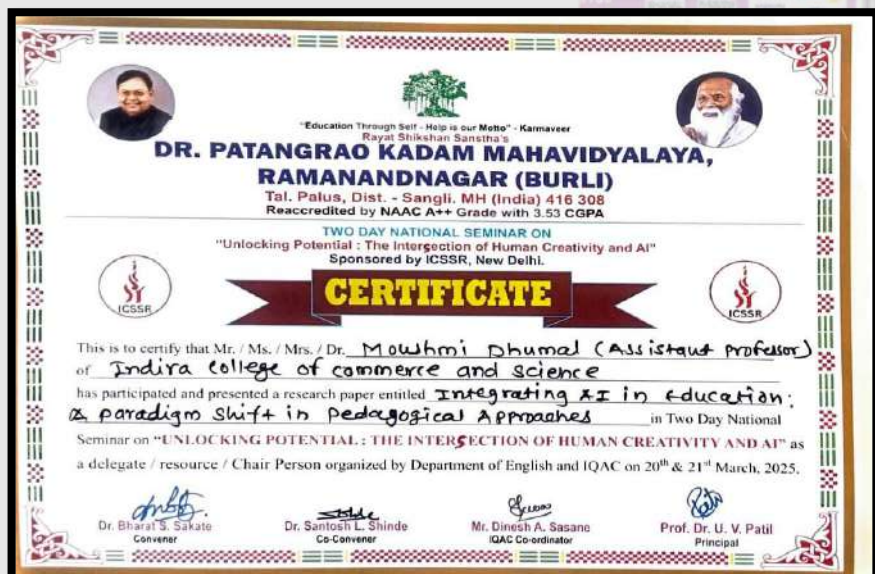 "Education Through Self - Help is our Motto" - Karmaveer
Rayat Shikshan Sanstha's
DR. PATANGRAO KADAM MAHAVIDYALAYA,
RAMANANDNAGAR (BURLI)
Tal. Palus, Dist. - Sangli. MH (India) 416 308
Reaccredited by NAAC A++ Grade with 3.53 CGPA
TWO DAY NATIONAL SEMINAR ON
"Unlocking Potential : The Intersection of Human Creativity and AI"
Sponsored by ICSSR, New Delhi.
ICSSR
CERTIFICATE
ICSSR
This is to certify that Mr. / Ms. / Mrs. / Dr. Mowhmi Dhumal (Assistant Professor)
of Indira college of commerce and science
has participated and presented a research paper entitled Integrating AI in Education:
A paradigm shift in Pedagogical Approaches in Two Day National
Seminar on "UNLOCKING POTENTIAL : THE INTERSECTION OF HUMAN CREATIVITY AND AI" as
a delegate / resource / Chair Person organized by Department of English and IQAC on 20th & 21st March, 2025.
Dr. Bharat S. Sakate
Convener
Dr. Santosh L. Shinde
Co-Convener
Mr. Dinesh A. Sasane
IQAC Co-ordinator
Prof. Dr. U. V. Patil
Principal